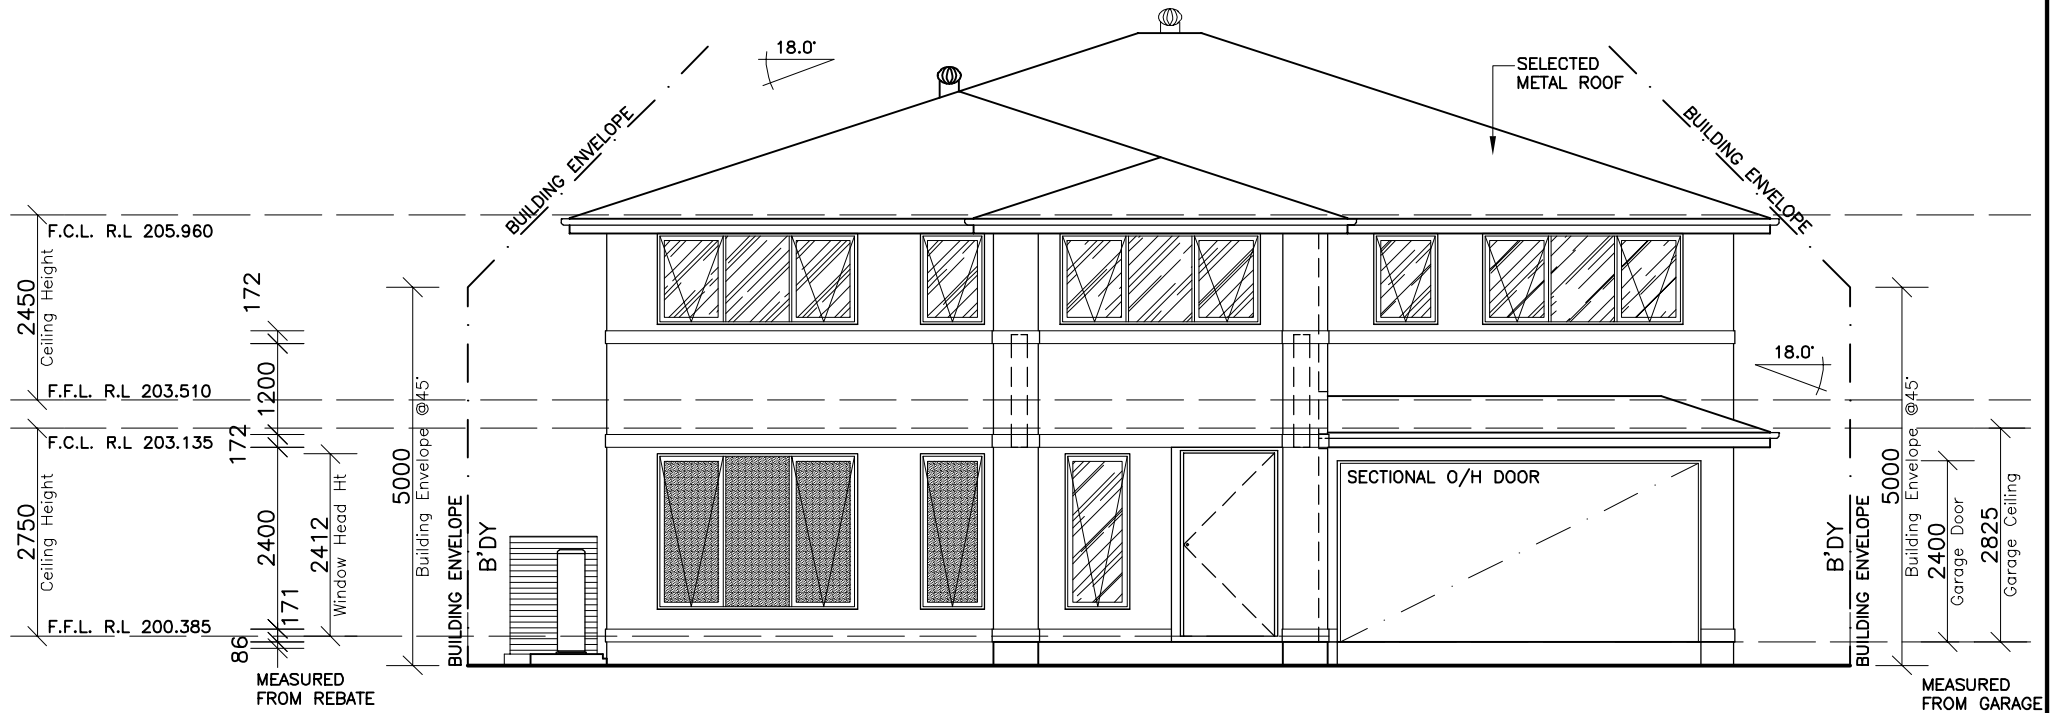 18.0°
SELECTED
METAL ROOF
BUILDING ENVELOPE
BUILDING ENVELOPE
BUILDING ENVELOPE
F.C.L. R.L 205.960
2450
Ceiling Height
172
F.F.L. R.L 203.510
1200
F.C.L. R.L 203.135
172
2750
Ceiling Height
2400
2412
Window Head Ht
171
F.F.L. R.L 200.385
86
MEASURED
FROM REBATE
5000
Building Envelope @45°
BUILDING ENVELOPE
B'DY
SECTIONAL O/H DOOR
18.0°
B'DY
BUILDING ENVELOPE
5000
Building Envelope @45°
2400
Garage Door
2825
Garage Ceiling
MEASURED
FROM GARAGE